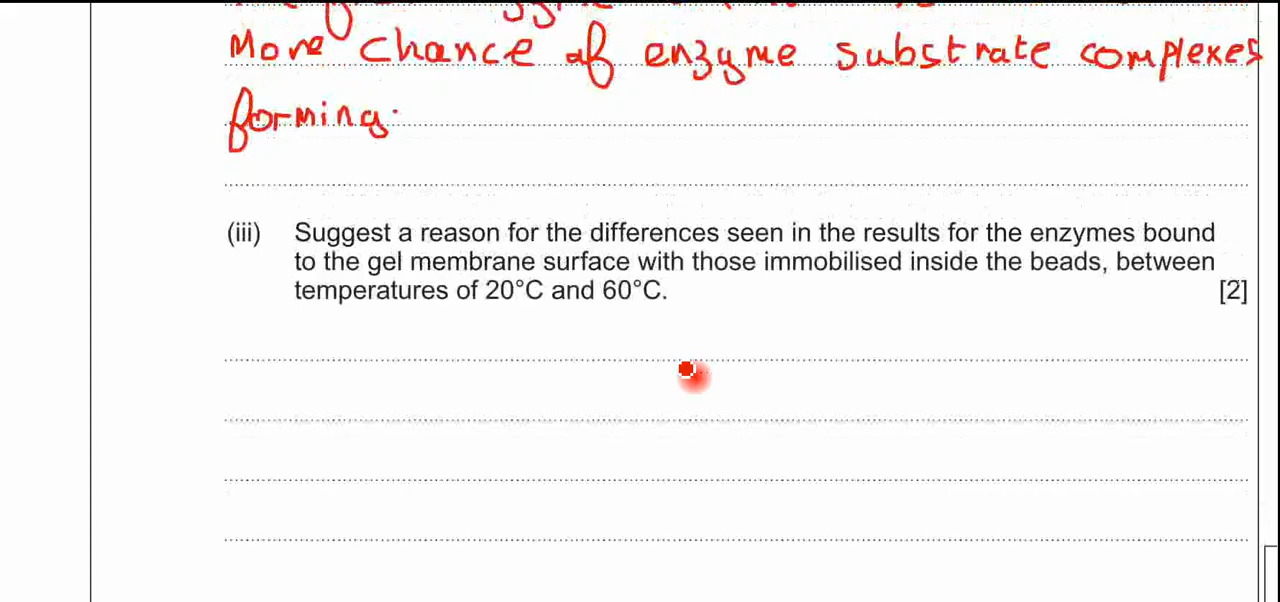 More chance of enzyme substrate complexes
forming.
(iii) Suggest a reason for the differences seen in the results for the enzymes bound
to the gel membrane surface with those immobilised inside the beads, between
temperatures of 20°C and 60°C. [2]